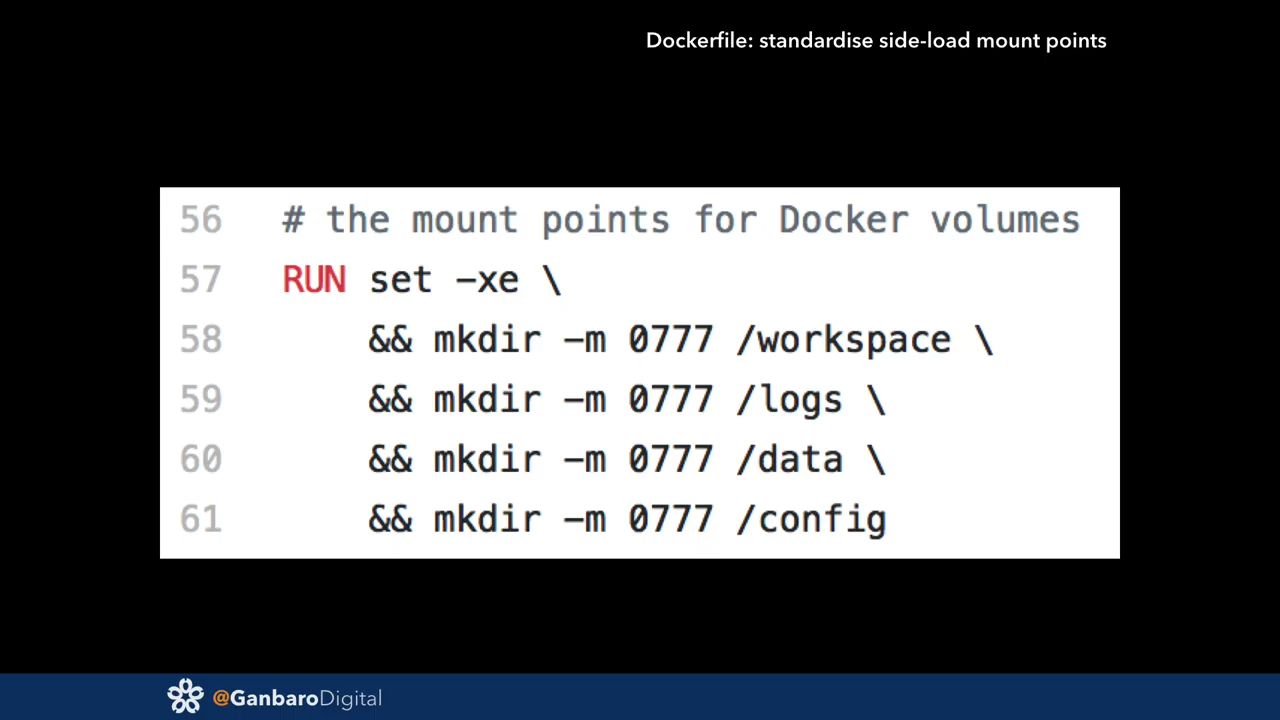 Dockerfile: standardise side-load mount points
56 # the mount points for Docker volumes
57 RUN set -xe \
58 && mkdir -m 0777 /workspace \
59 && mkdir -m 0777 /logs \
60 && mkdir -m 0777 /data \
61 && mkdir -m 0777 /config
@GanbaroDigital